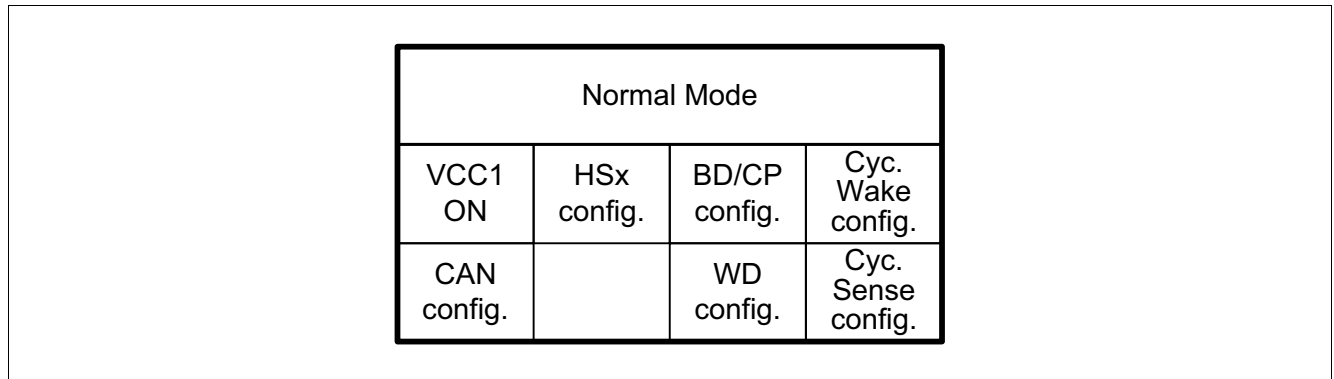 Normal Mode
VCC1
ON
HSx
config.
BD/CP
config.
Cyc.
Wake
config.
CAN
config.
WD
config.
Cyc.
Sense
config.